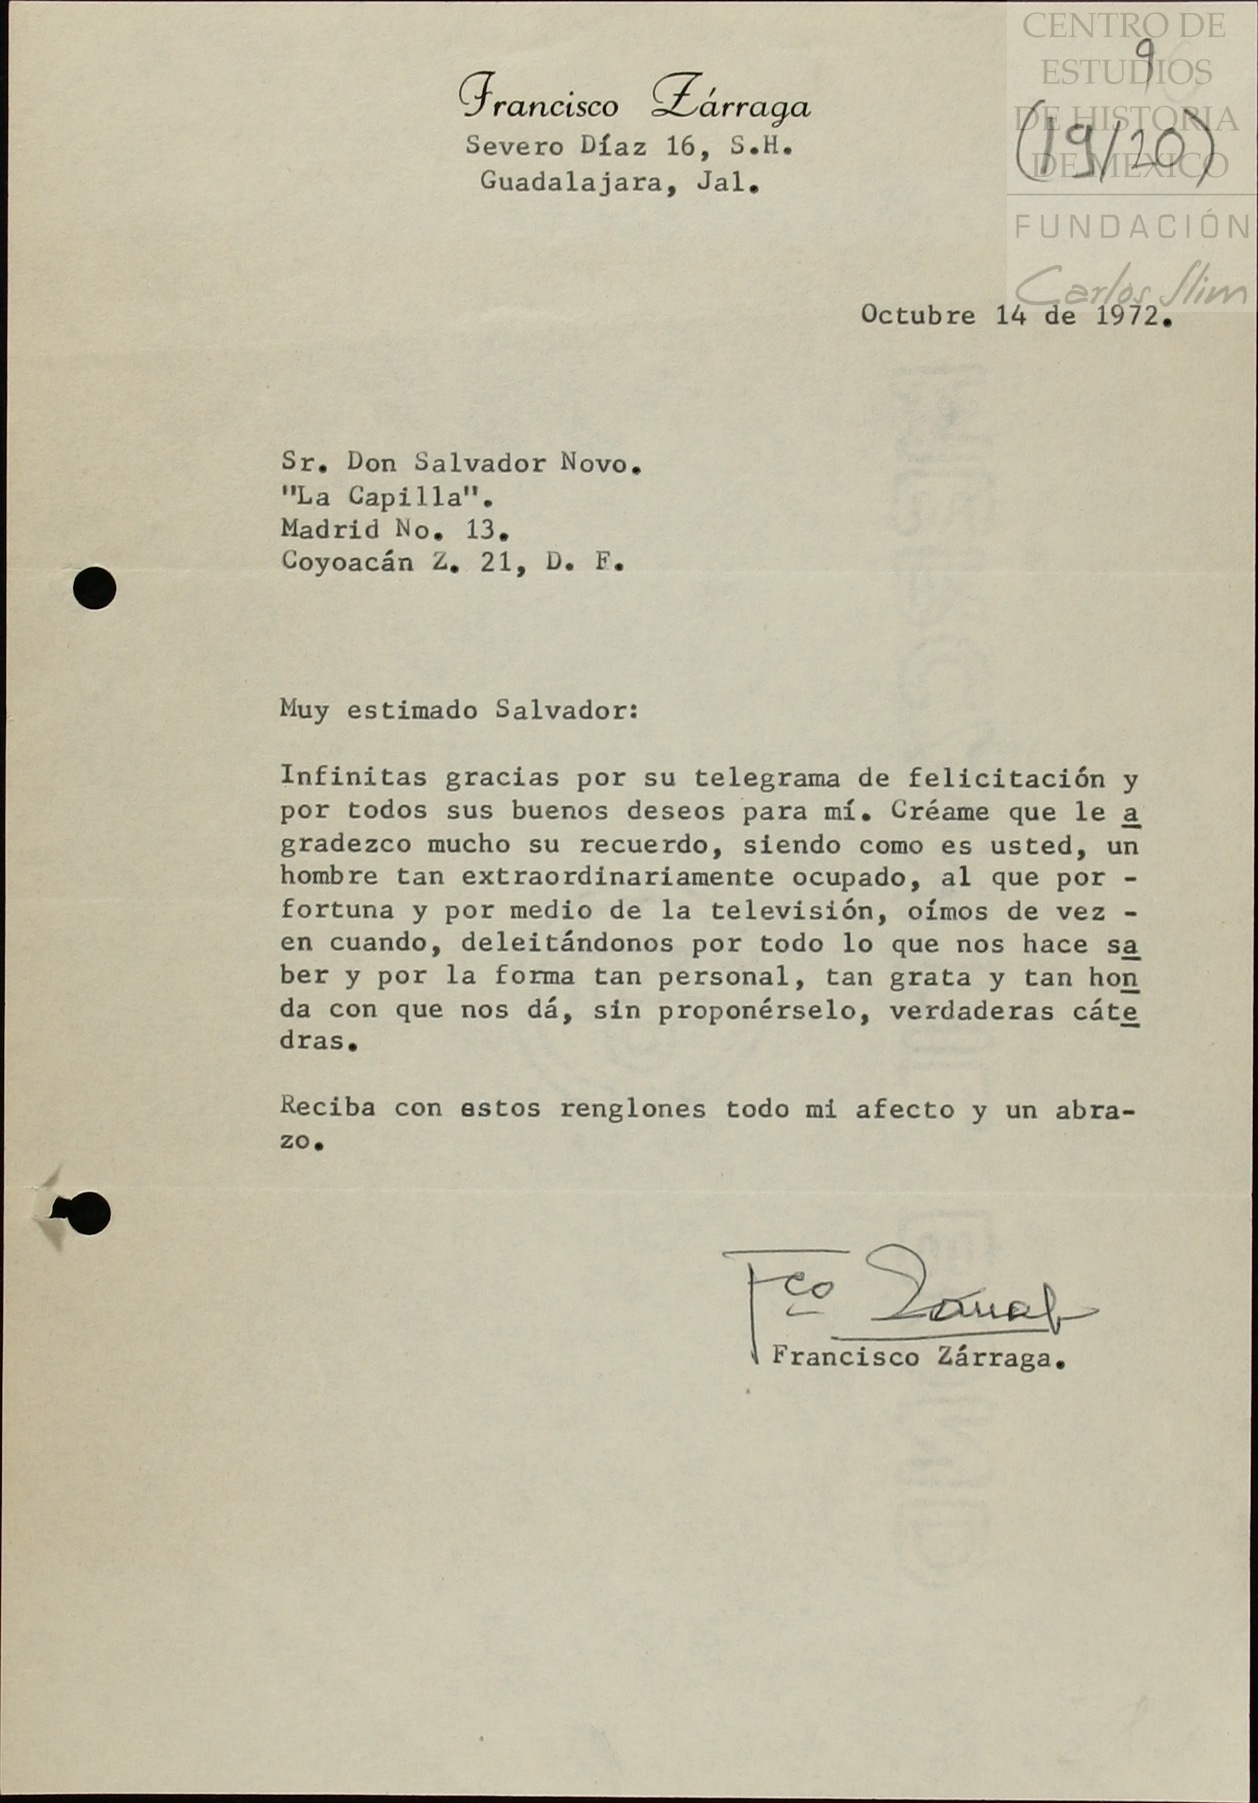 CENTRO DE
ESTUDIOS
DE HISTORIA
DE MÉXICO
FUNDACIÓN
Carlos Slim
9
(19/20)
Francisco Zárraga
Severo Díaz 16, S.H.
Guadalajara, Jal.
Octubre 14 de 1972.
Sr. Don Salvador Novo.
"La Capilla".
Madrid No. 13.
Coyoacán Z. 21, D. F.
Muy estimado Salvador:
Infinitas gracias por su telegrama de felicitación y
por todos sus buenos deseos para mí. Créame que le a
gradezco mucho su recuerdo, siendo como es usted, un
hombre tan extraordinariamente ocupado, al que por -
fortuna y por medio de la televisión, oímos de vez -
en cuando, deleitándonos por todo lo que nos hace sa
ber y por la forma tan personal, tan grata y tan hon
da con que nos dá, sin proponérselo, verdaderas cáte
dras.
Reciba con estos renglones todo mi afecto y un abra-
zo.
Fco Zárraga
Francisco Zárraga.